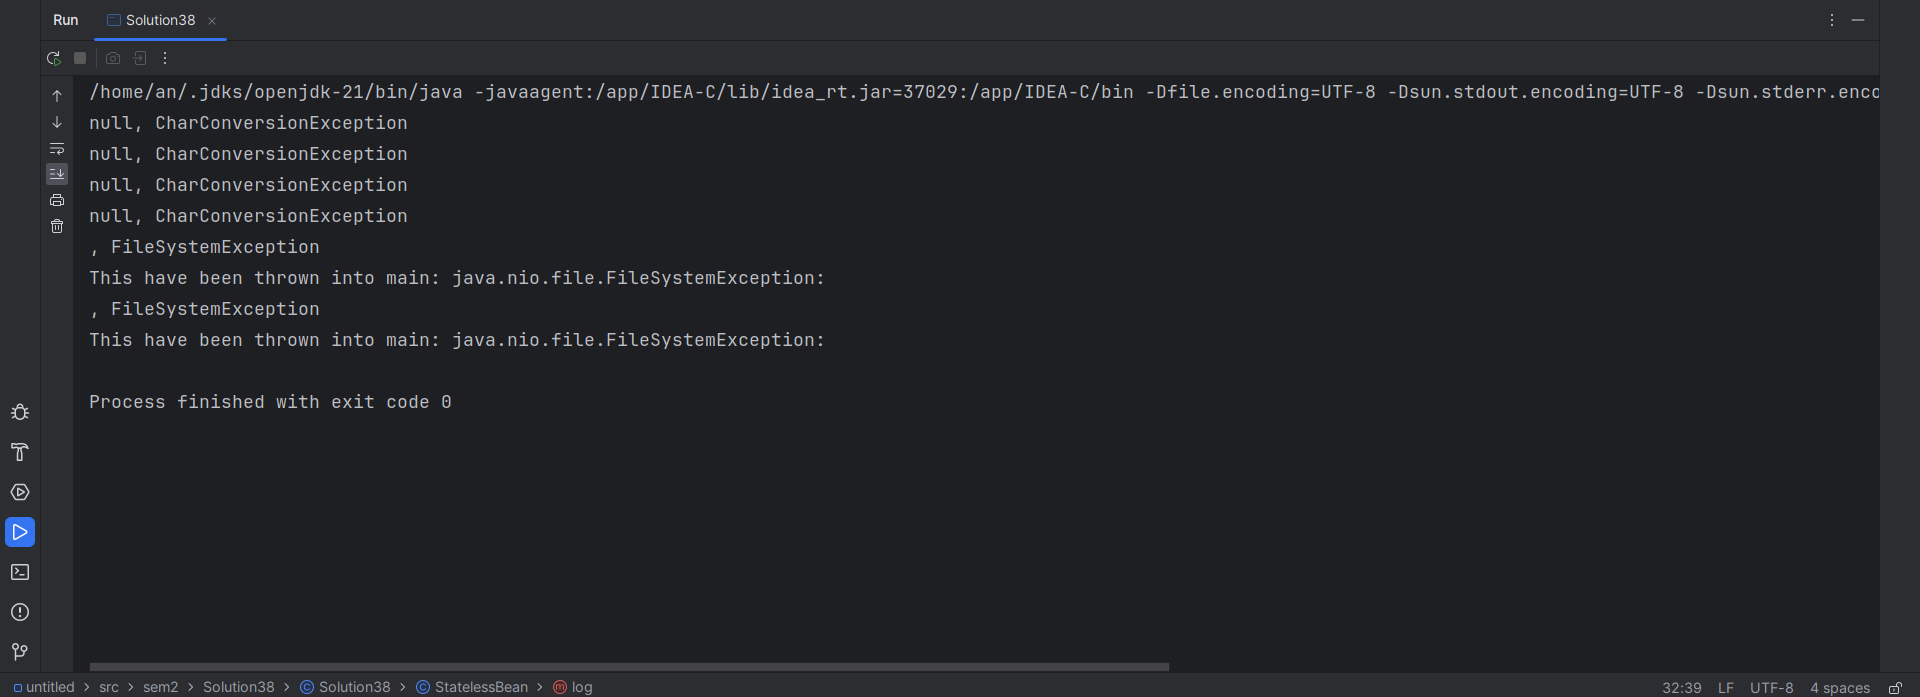 Run Solution38
/home/an/.jdks/openjdk-21/bin/java -javaagent:/app/IDEA-C/lib/idea_rt.jar=37029:/app/IDEA-C/bin -Dfile.encoding=UTF-8 -Dsun.stdout.encoding=UTF-8 -Dsun.stderr.enco
null, CharConversionException
null, CharConversionException
null, CharConversionException
null, CharConversionException
, FileSystemException
This have been thrown into main: java.nio.file.FileSystemException:
, FileSystemException
This have been thrown into main: java.nio.file.FileSystemException:
Process finished with exit code 0
untitled > src > sem2 > Solution38 > Solution38 > StatelessBean > log 32:39 LF UTF-8 4 spaces